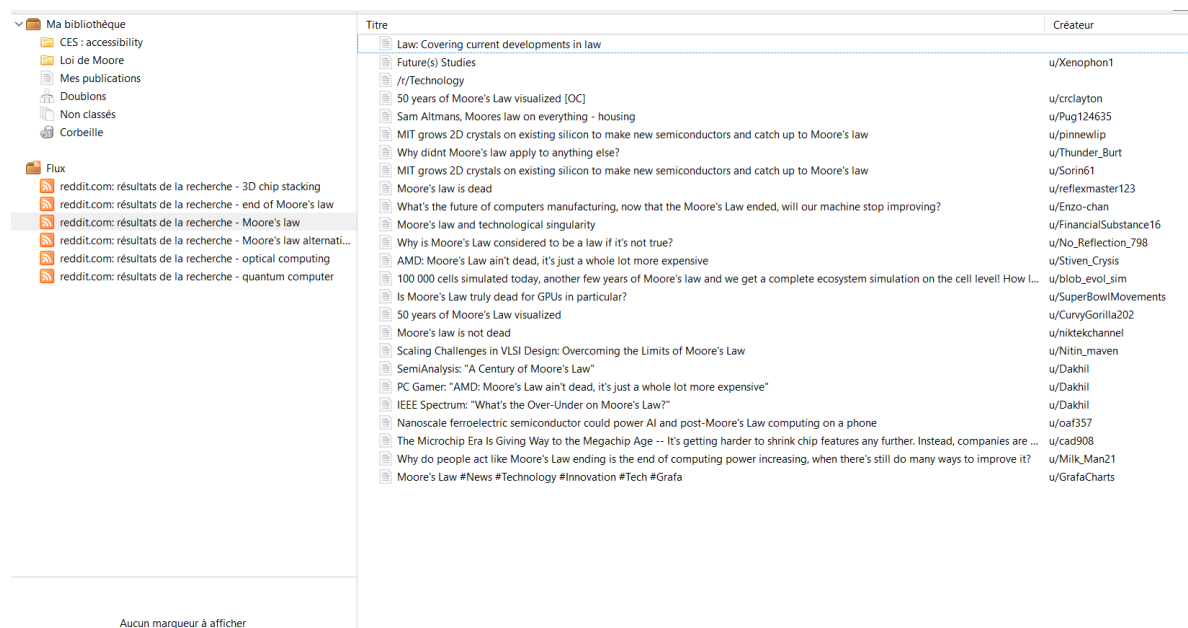 Ma bibliothèque
CES : accessibility
Loi de Moore
Mes publications
Doublons
Non classés
Corbeille
Flux
reddit.com: résultats de la recherche - 3D chip stacking
reddit.com: résultats de la recherche - end of Moore's law
reddit.com: résultats de la recherche - Moore's law
reddit.com: résultats de la recherche - Moore's law alternati...
reddit.com: résultats de la recherche - optical computing
reddit.com: résultats de la recherche - quantum computer
Aucun marqueur à afficher
Titre Créateur
Law: Covering current developments in law
Future(s) Studies u/Xenophon1
/r/Technology
50 years of Moore's Law visualized [OC] u/crclayton
Sam Altmans, Moores law on everything - housing u/Pug124635
MIT grows 2D crystals on existing silicon to make new semiconductors and catch up to Moore's law u/pinnewlip
Why didnt Moore's law apply to anything else? u/Thunder_Burt
MIT grows 2D crystals on existing silicon to make new semiconductors and catch up to Moore's law u/Sorin61
Moore's law is dead u/reflexmaster123
What's the future of computers manufacturing, now that the Moore's Law ended, will our machine stop improving? u/Enzo-chan
Moore's law and technological singularity u/FinancialSubstance16
Why is Moore's Law considered to be a law if it's not true? u/No_Reflection_798
AMD: Moore's Law ain't dead, it's just a whole lot more expensive u/Stiven_Crysis
100 000 cells simulated today, another few years of Moore's law and we get a complete ecosystem simulation on the cell level! How l... u/blob_evol_sim
Is Moore's Law truly dead for GPUs in particular? u/SuperBowlMovements
50 years of Moore's Law visualized u/CurvyGorilla202
Moore's law is not dead u/niktekchannel
Scaling Challenges in VLSI Design: Overcoming the Limits of Moore's Law u/Nitin_maven
SemiAnalysis: "A Century of Moore's Law" u/Dakhil
PC Gamer: "AMD: Moore's Law ain't dead, it's just a whole lot more expensive" u/Dakhil
IEEE Spectrum: "What's the Over-Under on Moore's Law?" u/Dakhil
Nanoscale ferroelectric semiconductor could power AI and post-Moore's Law computing on a phone u/oaf357
The Microchip Era Is Giving Way to the Megachip Age -- It's getting harder to shrink chip features any further. Instead, companies are ... u/cad908
Why do people act like Moore's Law ending is the end of computing power increasing, when there's still do many ways to improve it? u/Milk_Man21
Moore's Law #News #Technology #Innovation #Tech #Grafa u/GrafaCharts